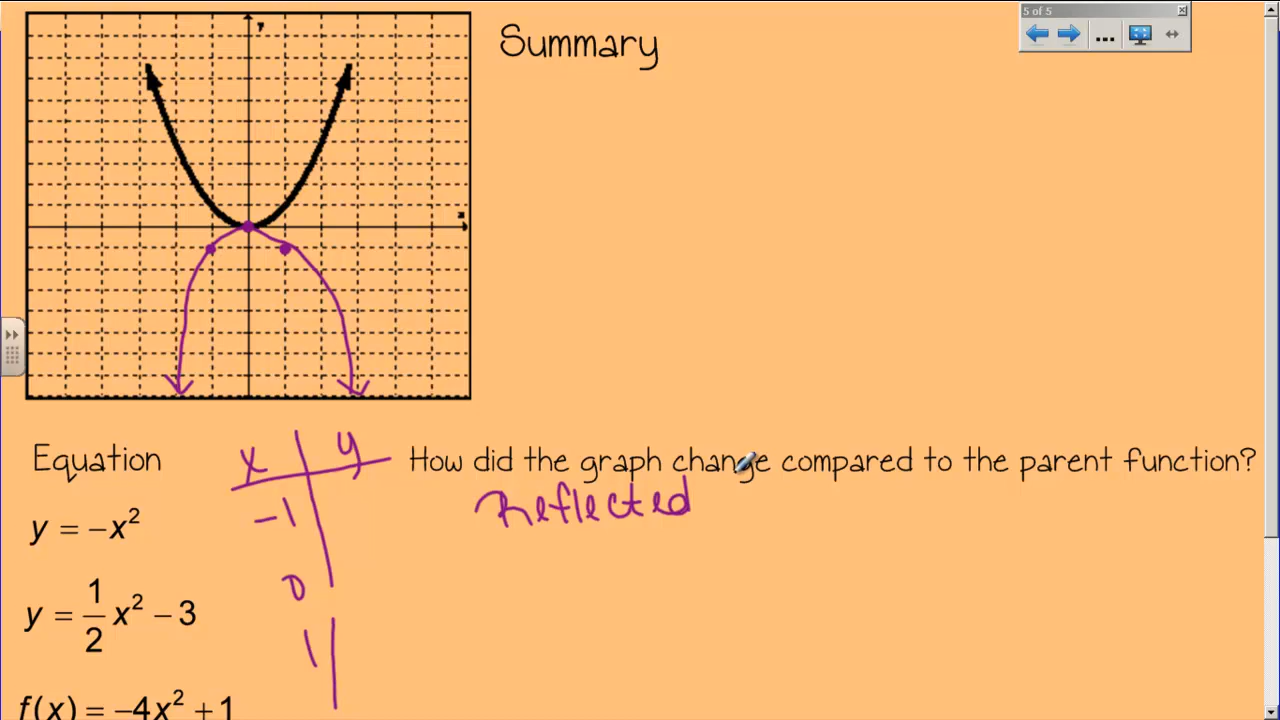 5 of 5
y
Summary
x
Equation
x y
How did the graph change compared to the parent function?
-1
Reflected
y = -x²
0
y = 1/2 x² - 3
1
f(x) = -4x² + 1